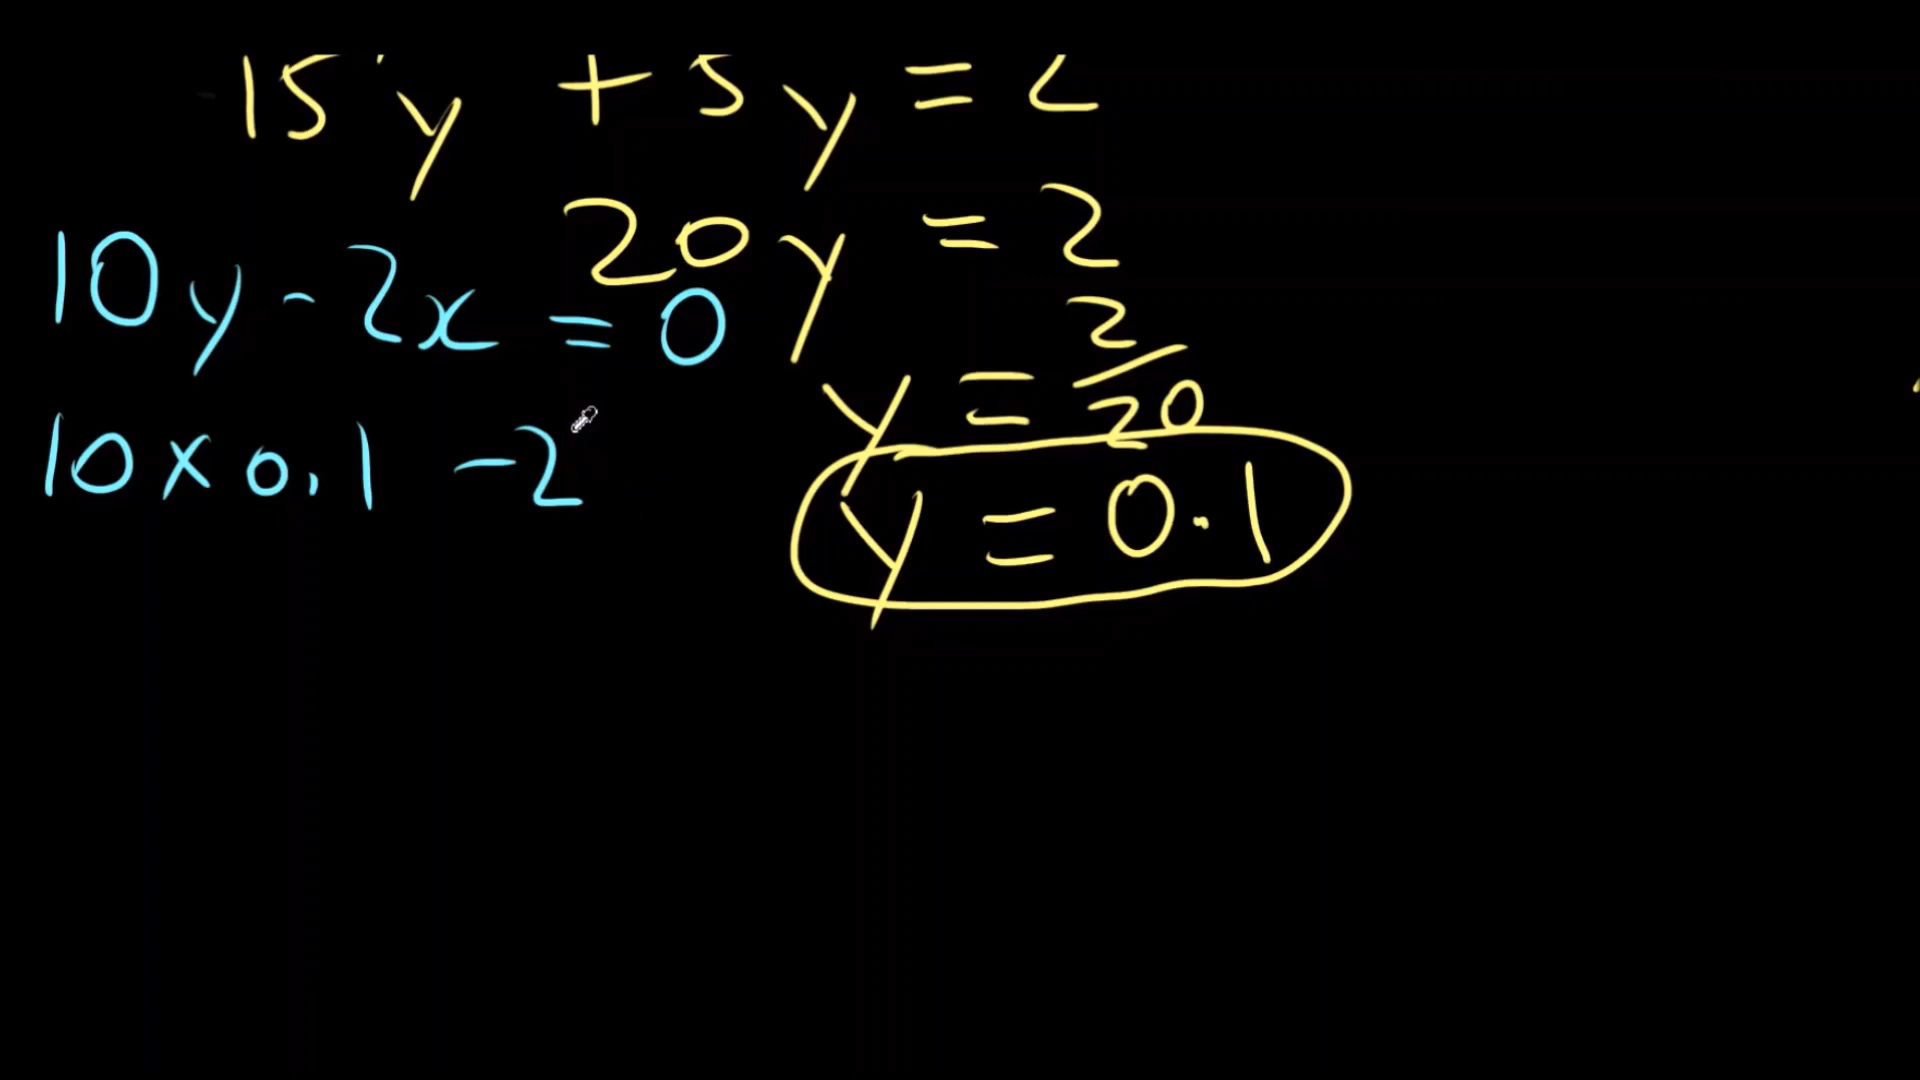 15y + 5y = 2
20y = 2
10y - 2x = 0
y = 2/20
10 x 0.1 - 2
y = 0.1